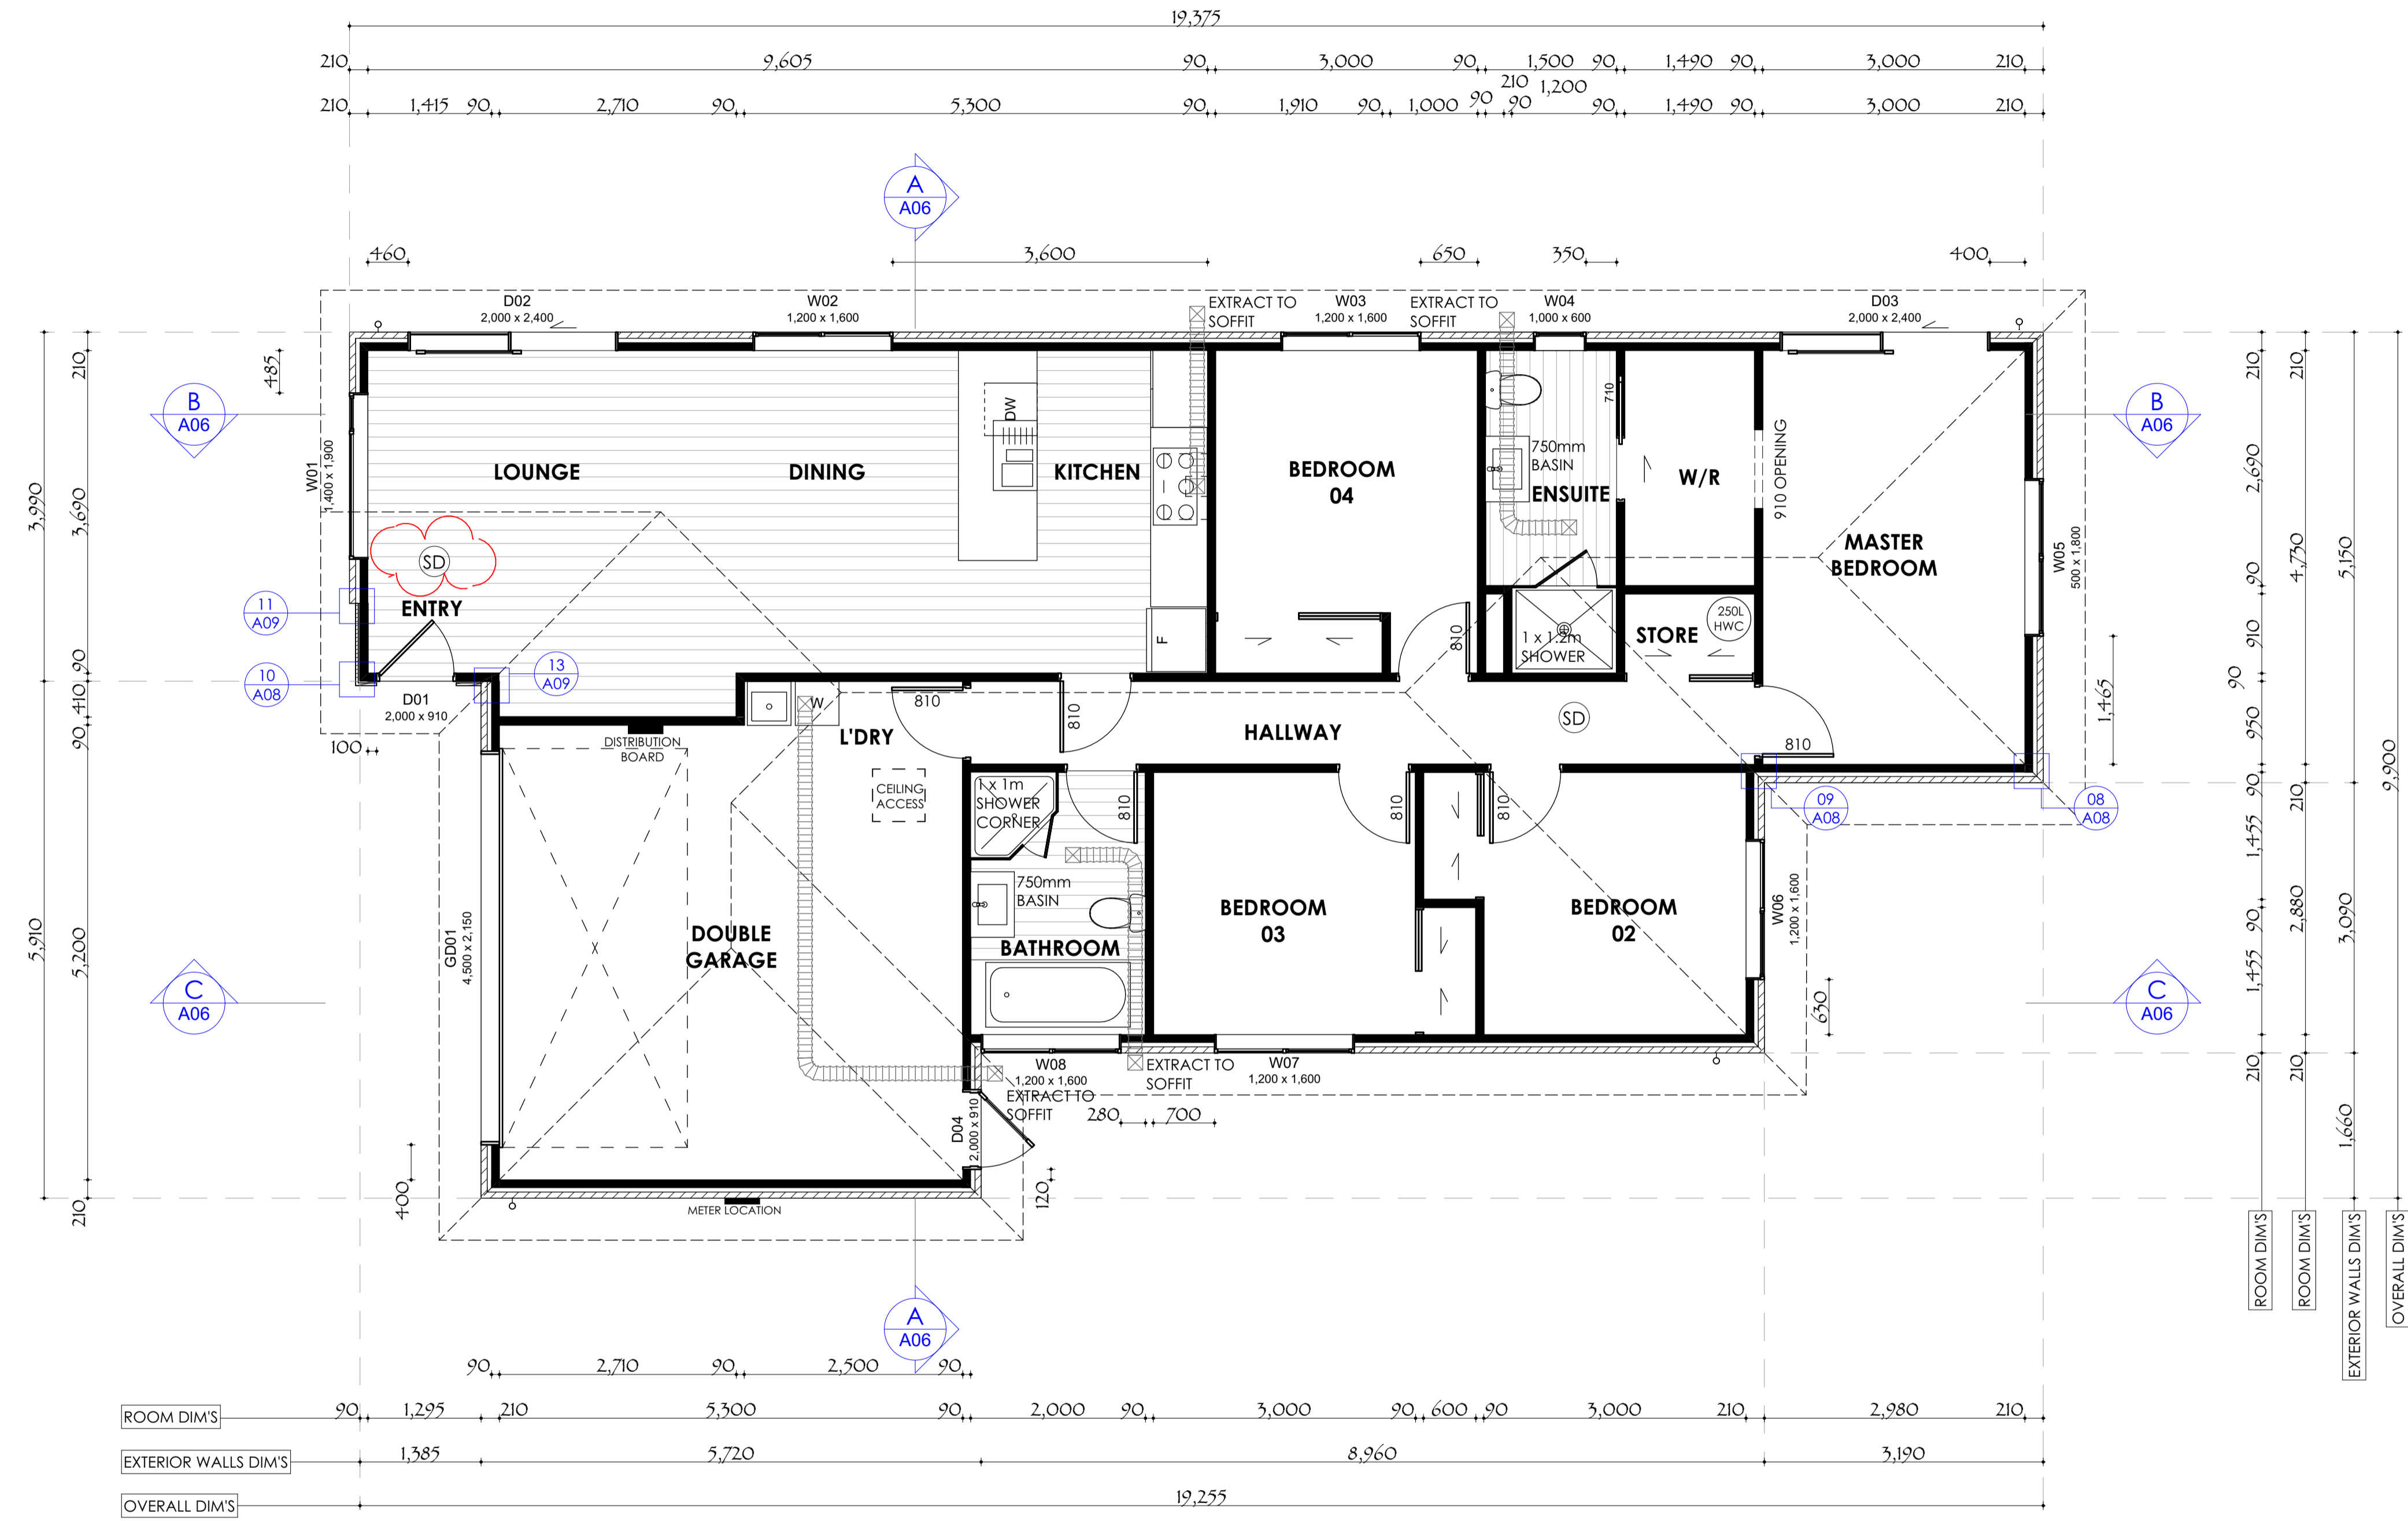 19,375
210 9,605 90 3,000 90 1,500 90 1,490 90 3,000 210
210 1,200
210 1,415 90 2,710 90 5,300 90 1,910 90 1,000 90 90 90 1,490 90 3,000 210
A
A06
460 3,600 650 350 400
D02
2,000 x 2,400
W02
1,200 x 1,600
EXTRACT TO
SOFFIT
W03
1,200 x 1,600
EXTRACT TO
SOFFIT
W04
1,000 x 600
D03
2,000 x 2,400
485
B
A06
W01
1,400 x 1,900
LOUNGE
DINING
DW
KITCHEN
BEDROOM
04
710
750mm
BASIN
ENSUITE
W/R
910 OPENING
MASTER
BEDROOM
W05
500 x 1,800
B
A06
SD
ENTRY
11
A09
10
A08
13
A09
D01
2,000 x 910
100
F
810
1 x 1.2m
SHOWER
STORE
250L
HWC
W
810
810
L'DRY
DISTRIBUTION
BOARD
HALLWAY
SD
810
1,465
CEILING
ACCESS
1 x 1m
SHOWER
CORNER
810
810
810
09
A08
08
A08
750mm
BASIN
BATHROOM
BEDROOM
03
BEDROOM
02
W06
1,200 x 1,600
630
DOUBLE
GARAGE
GD01
4,500 x 2,150
C
A06
C
A06
W08
1,200 x 1,600
EXTRACT TO
SOFFIT
EXTRACT TO
SOFFIT
W07
1,200 x 1,600
280 700
D04
2,000 x 910
120
400
METER LOCATION
3,990
5,910
210
3,690
90
410
90
5,200
210
210
2,690
90
910
90
950
90
1,455
90
1,455
210
210
4,730
210
2,880
210
5,150
3,090
1,660
9,900
ROOM DIM'S
ROOM DIM'S
EXTERIOR WALLS DIM'S
OVERALL DIM'S
A
A06
90 2,710 90 2,500 90
ROOM DIM'S 90 1,295 210 5,300 90 2,000 90 3,000 90 600 90 3,000 210 2,980 210
EXTERIOR WALLS DIM'S 1,385 5,720 8,960 3,190
OVERALL DIM'S 19,255